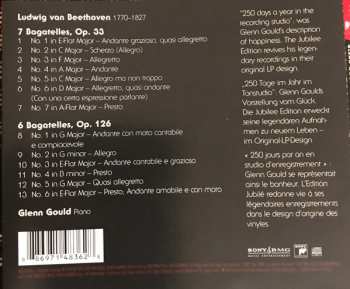 Ludwig van Beethoven 1770-1827
7 Bagatelles, Op. 33
1 No. 1 in E-Flat Major – Andante grazioso, quasi allegretto
2 No. 2 in C Major – Scherzo (Allegro)
3 No. 3 in F Major – Allegretto
4 No. 4 in A Major – Andante
5 No. 5 in C Major – Allegro ma non troppo
6 No. 6 in D Major – Allegretto, quasi andante
(Con una certa espressione parlante)
7 No. 7 in A-Flat Major – Presto
6 Bagatelles, Op. 126
8 No. 1 in G Major – Andante con moto cantabile
e compiacevole
9 No. 2 in G minor – Allegro
10 No. 3 in E-Flat Major – Andante cantabile e grazioso
11 No. 4 in B minor – Presto
12 No. 5 in G Major – Quasi allegretto
13 No. 6 in E-Flat Major – Presto, Andante amabile e con moto
Glenn Gould Piano
8 86971 48362 6
"250 days a year in the
recording studio": was
Glenn Gould's description
of happiness. The Jubilee
Edition revives his legen-
dary recordings in their
original LP design.
„250 Tage im Jahr im
Tonstudio": Glenn Goulds
Vorstellung vom Glück.
Die Jubilee Edition erweckt
seine legendären Aufnah-
men zu neuem Leben –
im Original-LP-Design
« 250 jours par an en
studio d'enregistrement » :
Glenn Gould se représentait
ainsi le bonheur. L'Edition
Jubilé redonne vie à ses
légendaires enregistrements
dans le design d'origine des
vinyles.
SONY BMG
MUSIC ENTERTAINMENT